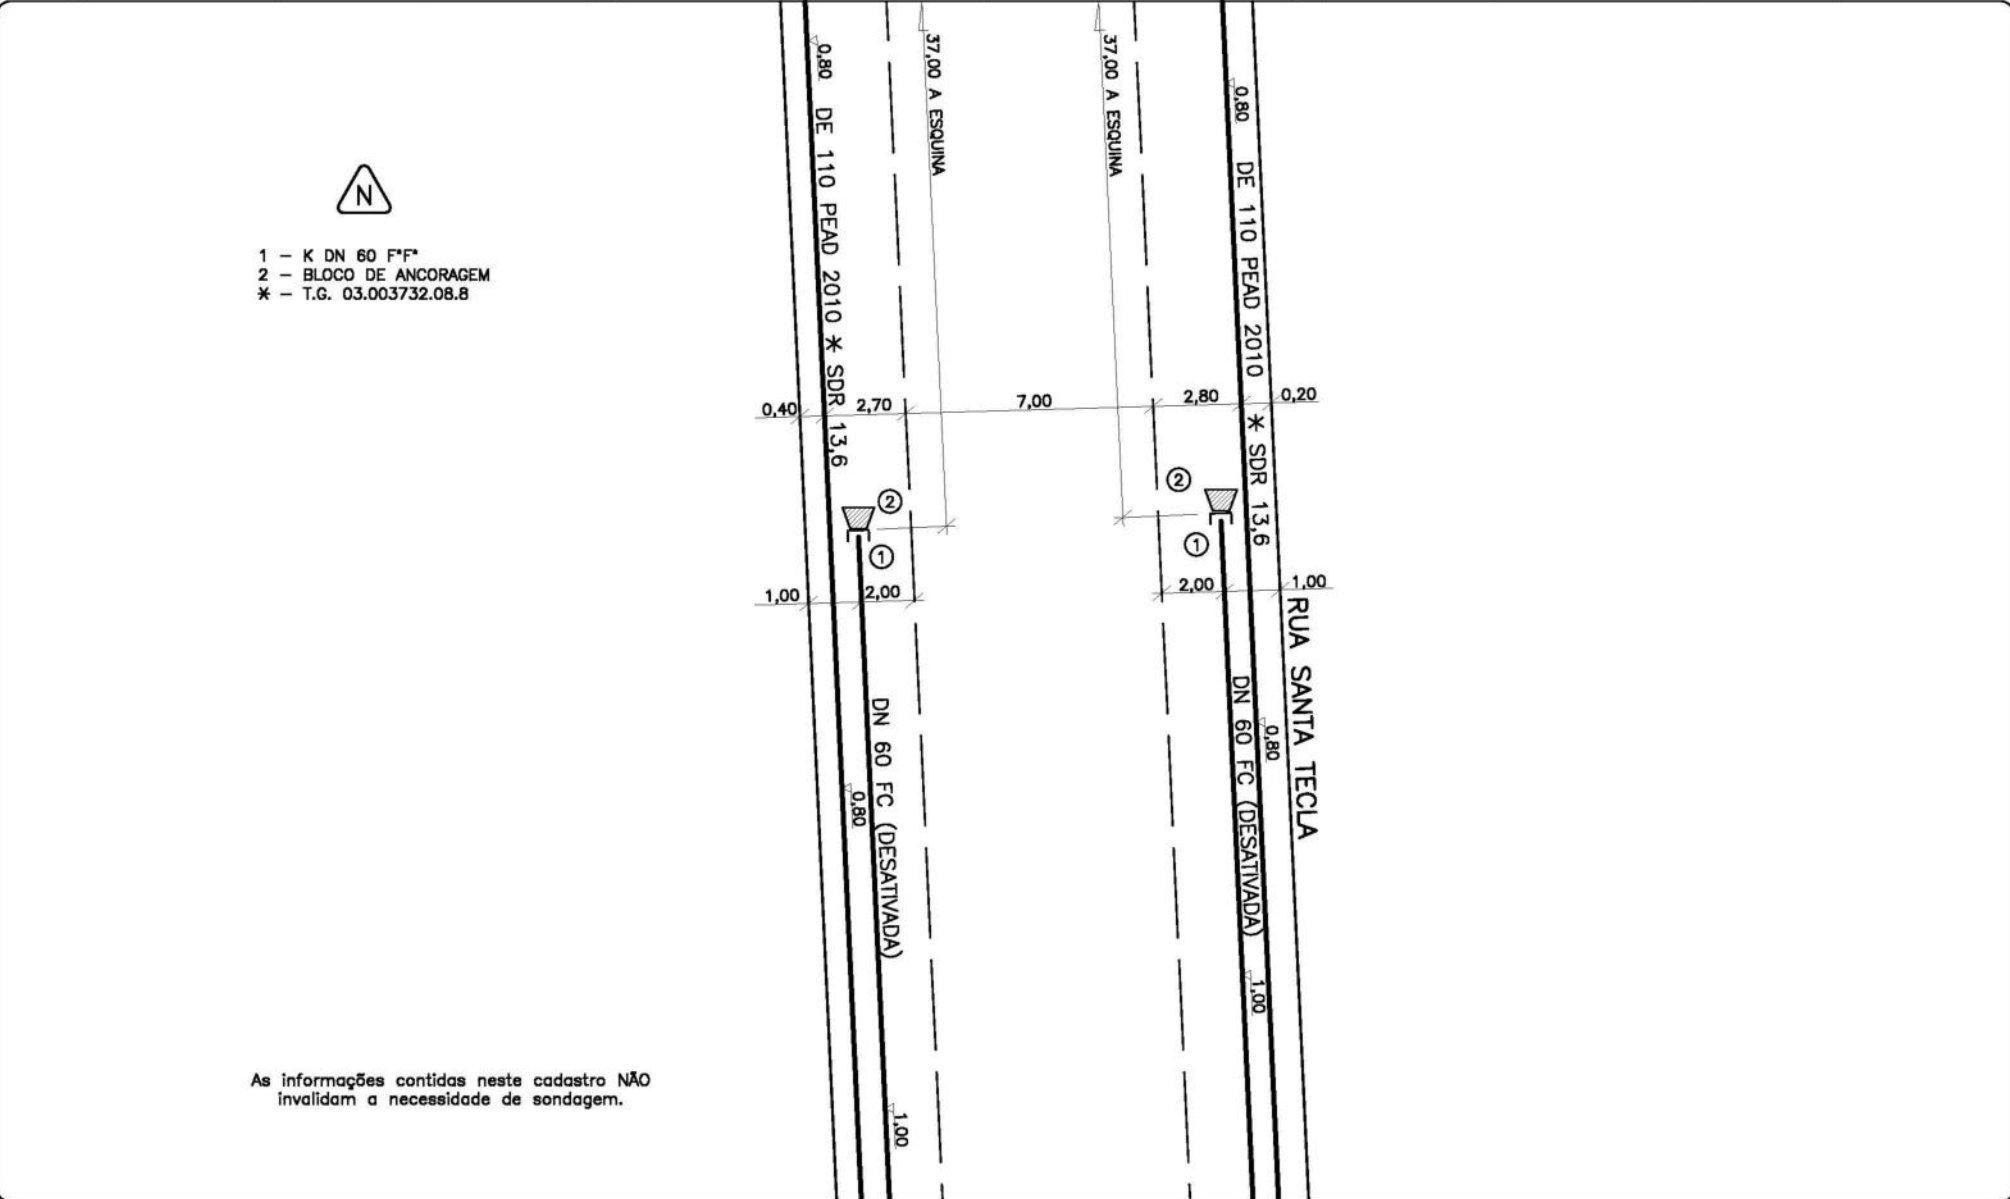 N
1 - K DN 60 F°F°
2 - BLOCO DE ANCORAGEM
* - T.G. 03.003732.08.8
0,80
DE 110 PEAD 2010 * SDR 13,6
37,00 A ESQUINA
37,00 A ESQUINA
0,80
DE 110 PEAD 2010 * SDR 13,6
0,40
2,70
7,00
2,80
0,20
2
1
2
1
1,00
2,00
2,00
1,00
RUA SANTA TECLA
DN 60 FC (DESATIVADA)
0,80
1,00
DN 60 FC (DESATIVADA)
0,80
1,00
As informações contidas neste cadastro NÃO
invalidam a necessidade de sondagem.